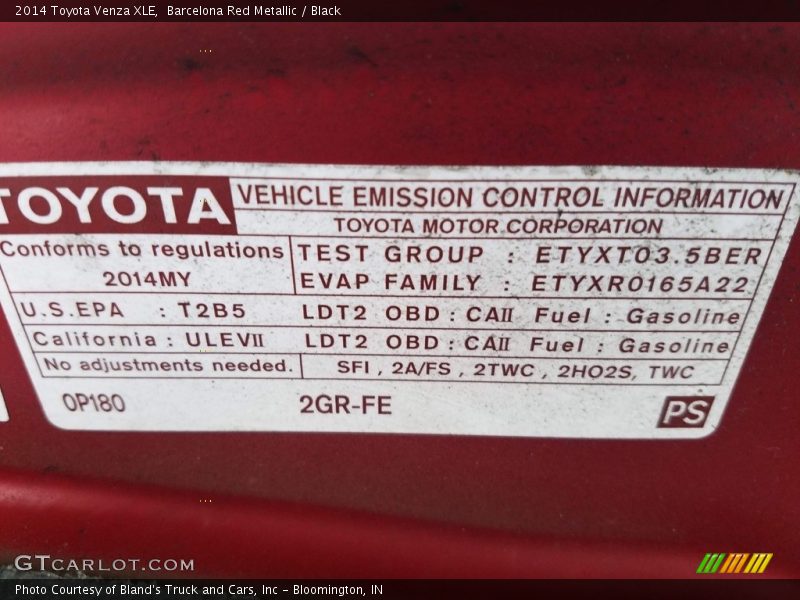 2014 Toyota Venza XLE,  Barcelona Red Metallic / Black
TOYOTA
VEHICLE EMISSION CONTROL INFORMATION
TOYOTA MOTOR CORPORATION
Conforms to regulations
2014MY
TEST GROUP : ETYXT03.5BER
EVAP FAMILY : ETYXR0165A22
U.S.EPA : T2B5 LDT2 OBD : CAII Fuel : Gasoline
California : ULEVII LDT2 OBD : CAII Fuel : Gasoline
No adjustments needed. SFI , 2A/FS , 2TWC , 2HO2S, TWC
0P180 2GR-FE PS
GTCARLOT.COM
Photo Courtesy of Bland's Truck and Cars, Inc - Bloomington, IN